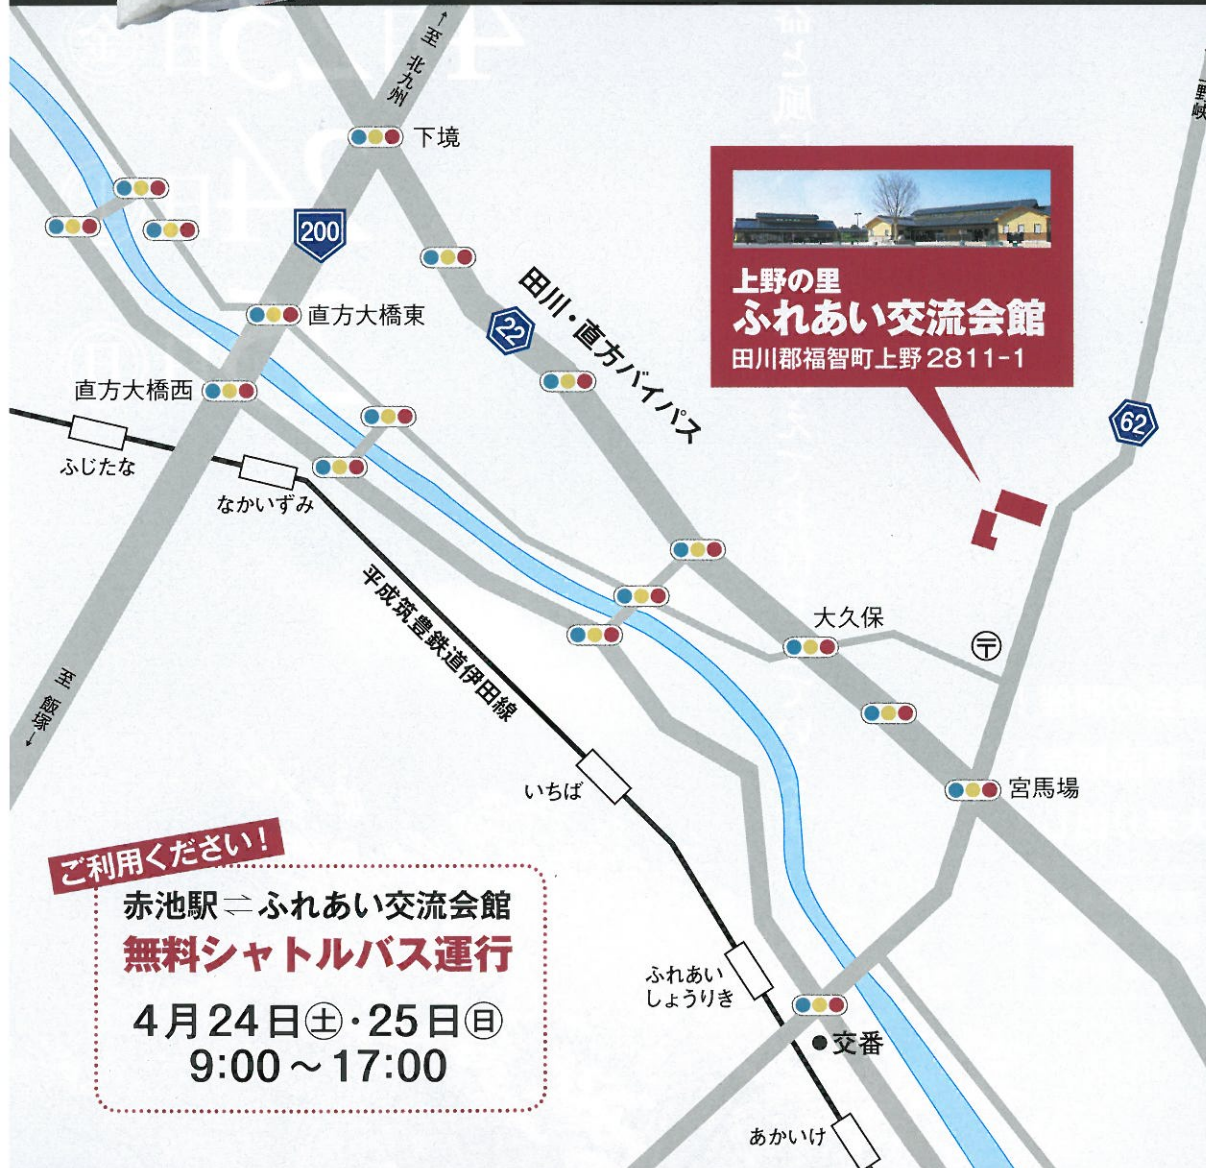 ↑至 北九州
下境
野峡
200
直方大橋東
22
田川・直方バイパス
上野の里
ふれあい交流会館
田川郡福智町上野2811-1
直方大橋西
62
ふじたな
なかいずみ
平成筑豊鉄道伊田線
大久保
〒
至 飯塚↓
いちば
宮馬場
ご利用ください!
赤池駅⇌ふれあい交流会館
無料シャトルバス運行
4月24日㊏・25日㊐
9:00〜17:00
ふれあい
しょうりき
交番
あかいけ